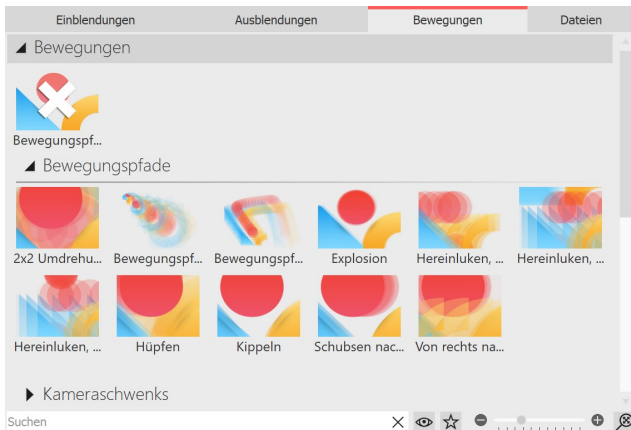 Einblendungen Ausblendungen Bewegungen Dateien
Bewegungen
Bewegungspf...
Bewegungspfade
2x2 Umdrehu... Bewegungspf... Bewegungspf... Explosion Hereinluken, ... Hereinluken, ...
Hereinluken, ... Hüpfen Kippeln Schubsen nac... Von rechts na...
Kameraschwenks
Suchen